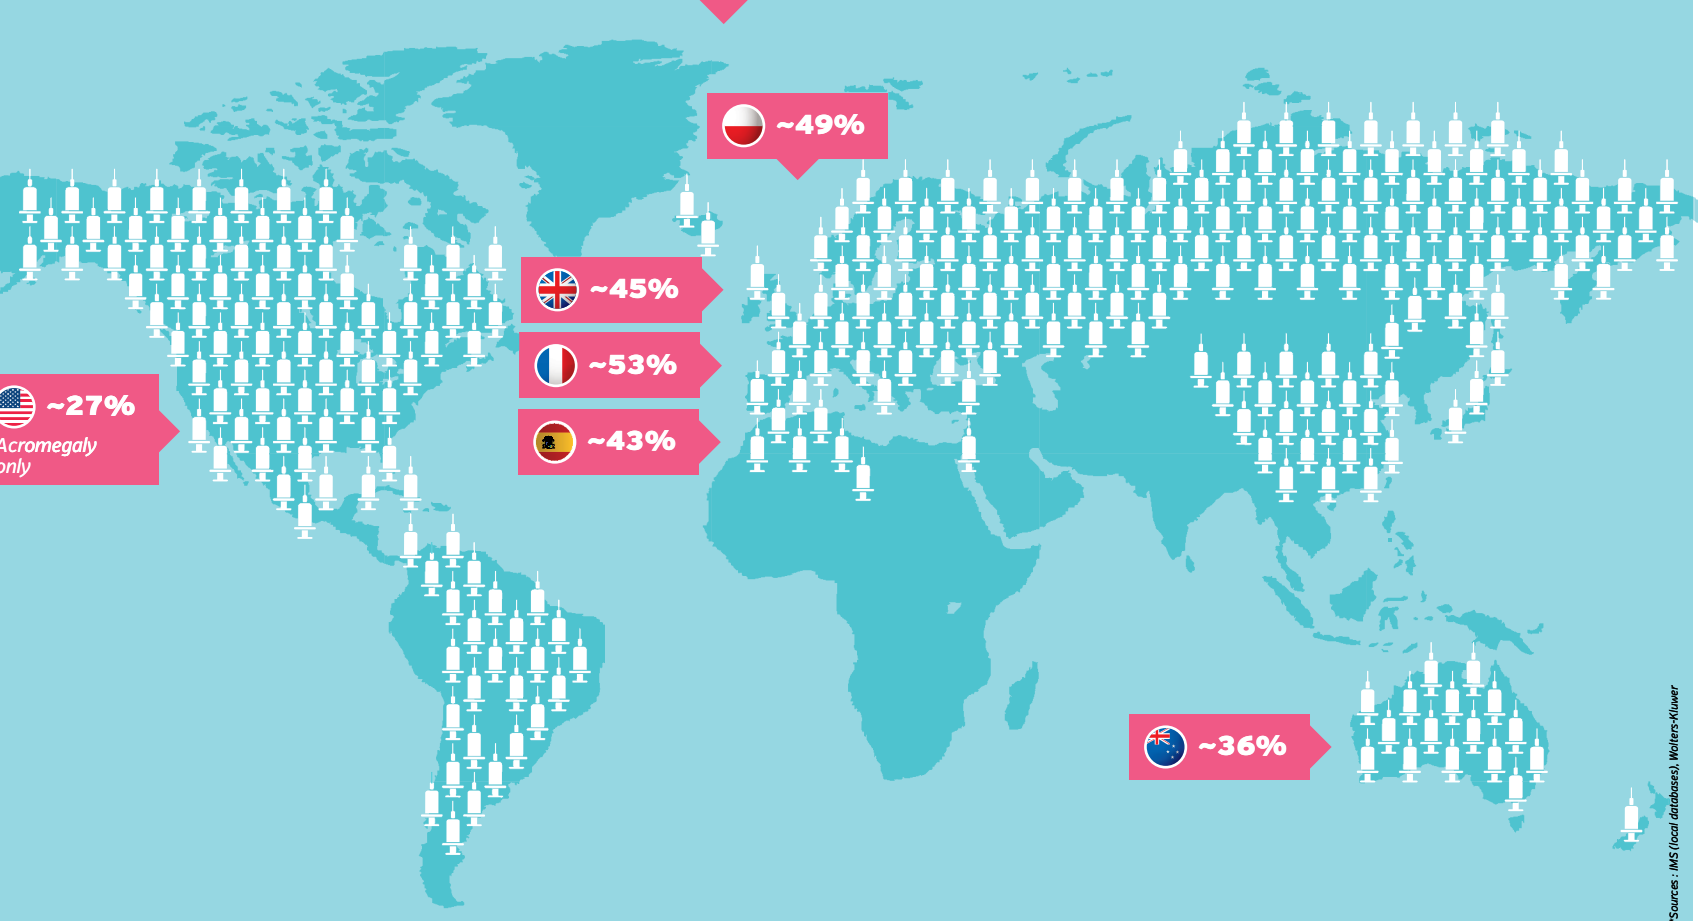 ~49%
~45%
~53%
~27%
Acromegaly
only
~43%
~36%
*Sources : IMS (local databases), Wolters-Kluwer